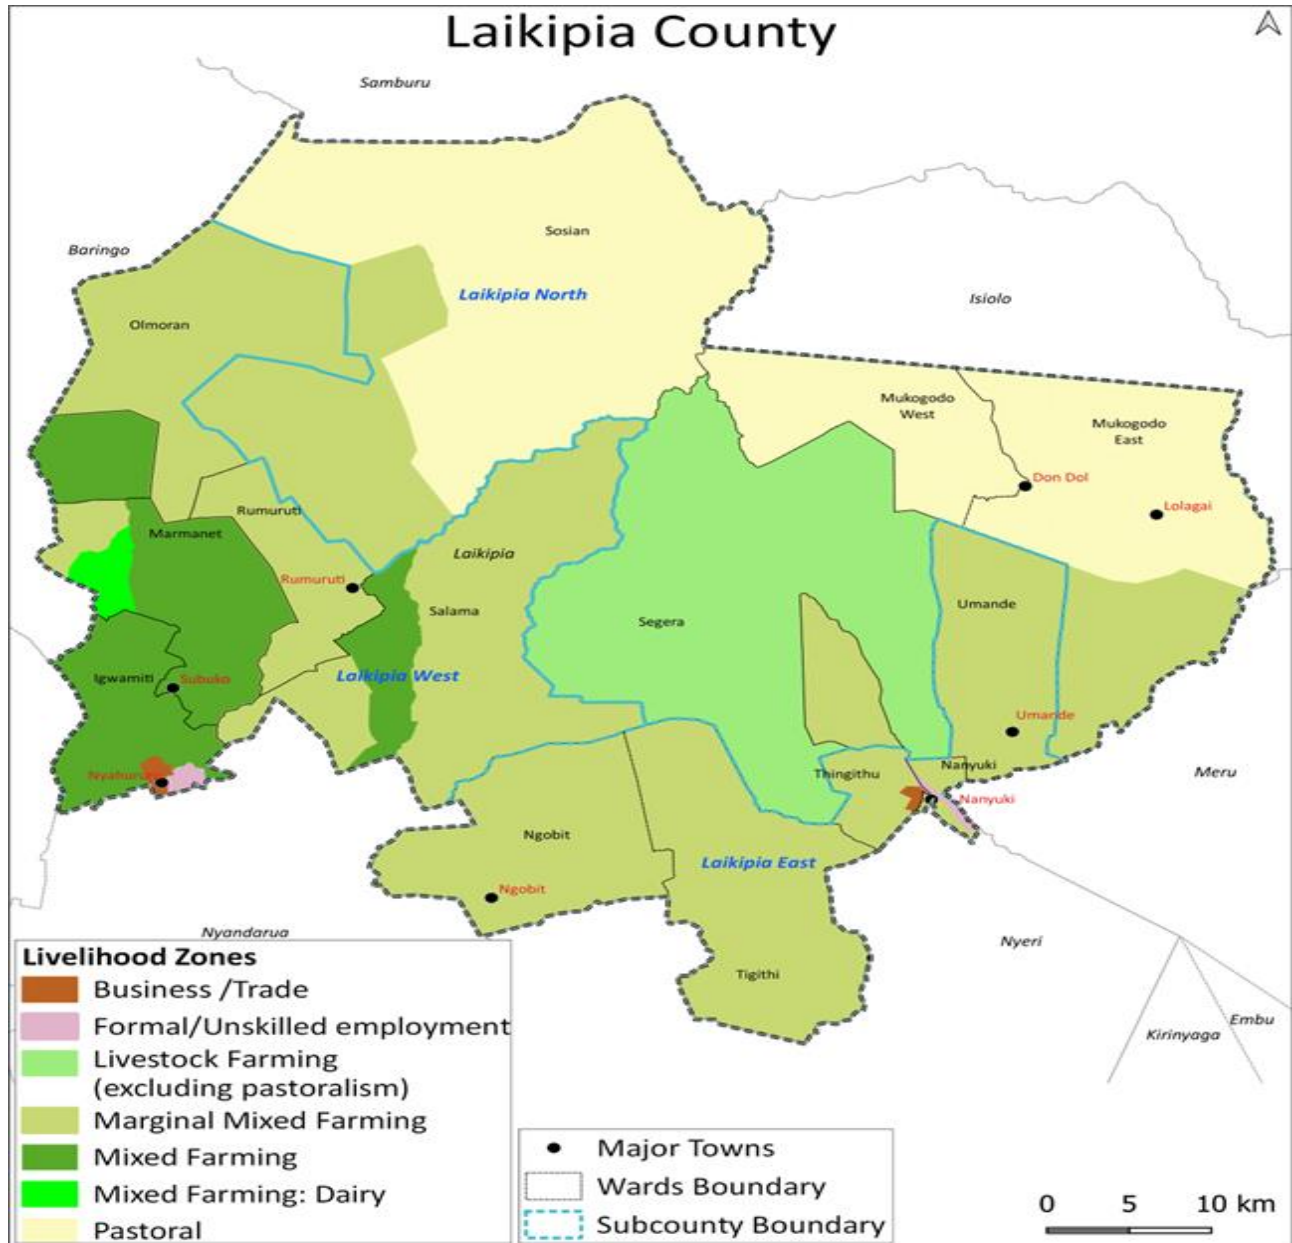 Laikipia County
Samburu
Baringo
Sosian
Laikipia North
Isiolo
Olmoran
Mukogodo
West
Mukogodo
East
Don Dol
Lolagai
Rumuruti
Marmanet
Laikipia
Rumuruti
Salama
Segera
Umande
Igwamiti
Subuko
Laikipia West
Umande
Thingithu
Nanyuki
Meru
Nanyuki
Ngobit
Laikipia East
Ngobit
Tigithi
Nyandarua
Nyeri
Kirinyaga
Embu
Livelihood Zones
Business /Trade
Formal/Unskilled employment
Livestock Farming
(excluding pastoralism)
Marginal Mixed Farming
Mixed Farming
Mixed Farming: Dairy
Pastoral
Major Towns
Wards Boundary
Subcounty Boundary
0 5 10 km